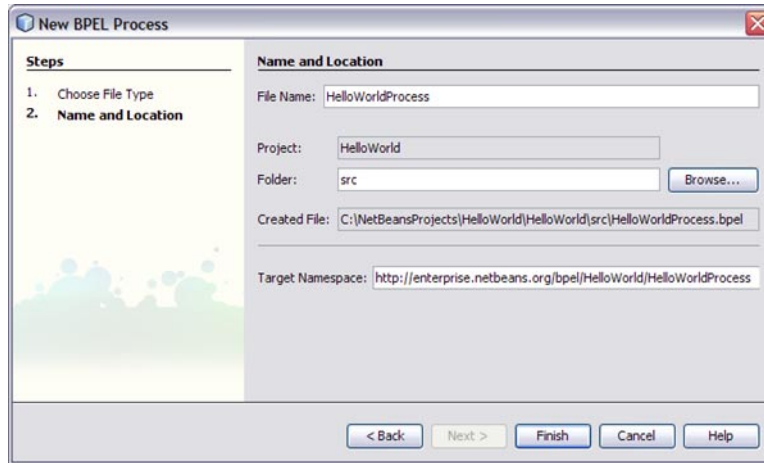 New BPEL Process
Steps
1. Choose File Type
2. Name and Location
Name and Location
File Name: HelloWorldProcess
Project: HelloWorld
Folder: src Browse...
Created File: C:\NetBeansProjects\HelloWorld\HelloWorld\src\HelloWorldProcess.bpel
Target Namespace: http://enterprise.netbeans.org/bpel/HelloWorld/HelloWorldProcess
< Back Next > Finish Cancel Help